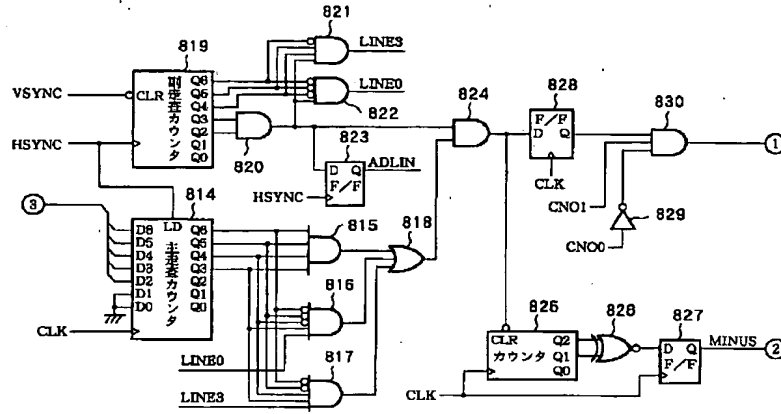 821
819
LINE3
VSYNC
CLR
副走査カウンタ
Q6
Q5
Q4
Q3
Q2
Q1
Q0
LINE0
822
824
828
830
HSYNC
820
823
F/F
D
Q
①
D
Q
F/F
ADLIN
CLK
③
814
HSYNC
CNO1
829
LD
D6
D5
D4
D3
D2
D1
D0
主走査カウンタ
Q6
Q5
Q4
Q3
Q2
Q1
Q0
815
818
CNO0
816
826
828
827
CLK
CLR
カウンタ
Q2
Q1
Q0
D
Q
F/F
MINUS
②
LINE0
817
LINE3
CLK